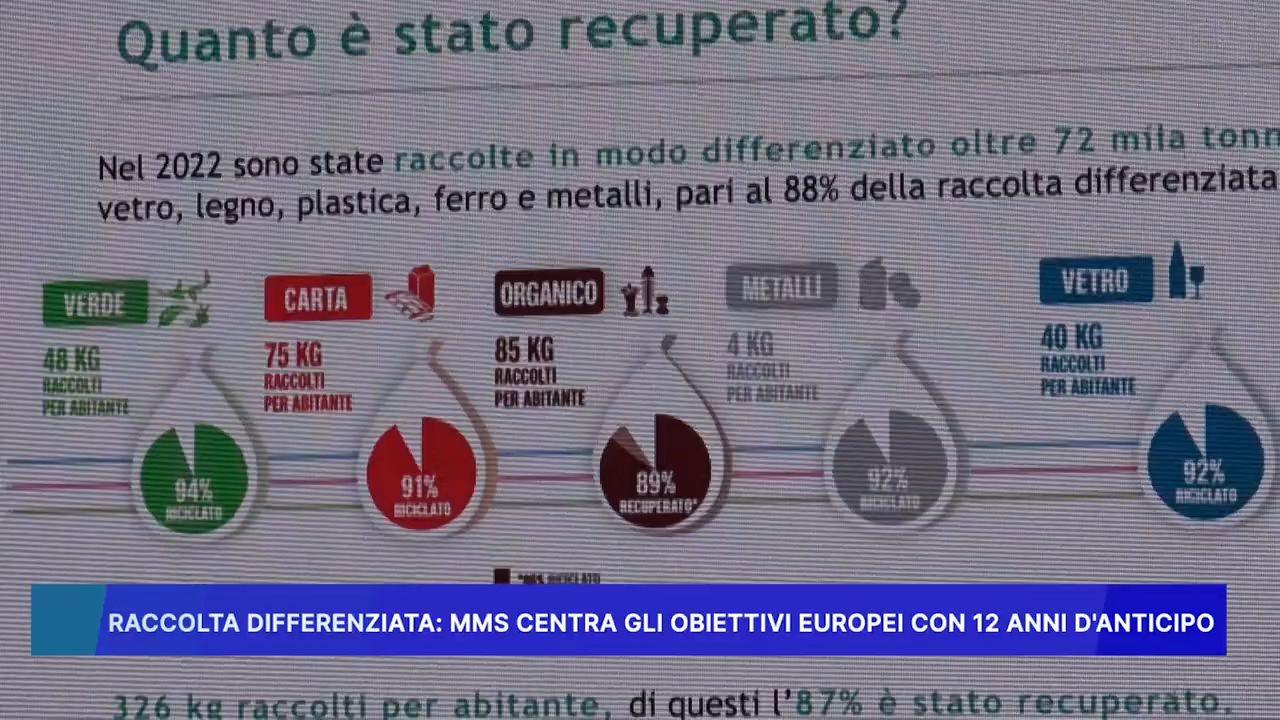 Quanto è stato recuperato?
Nel 2022 sono state raccolte in modo differenziato oltre 72 mila tonn
vetro, legno, plastica, ferro e metalli, pari al 88% della raccolta differenziata
VERDE
48 KG
RACCOLTI
PER ABITANTE
94%
RICICLATO
CARTA
75 KG
RACCOLTI
PER ABITANTE
91%
RICICLATO
ORGANICO
85 KG
RACCOLTI
PER ABITANTE
89%
RECUPERATO*
METALLI
4 KG
RACCOLTI
PER ABITANTE
92%
RICICLATO
VETRO
40 KG
RACCOLTI
PER ABITANTE
92%
RICICLATO
RICICLATO
RACCOLTA DIFFERENZIATA: MMS CENTRA GLI OBIETTIVI EUROPEI CON 12 ANNI D'ANTICIPO
326 kg raccolti per abitante, di questi l'87% è stato recuperato.